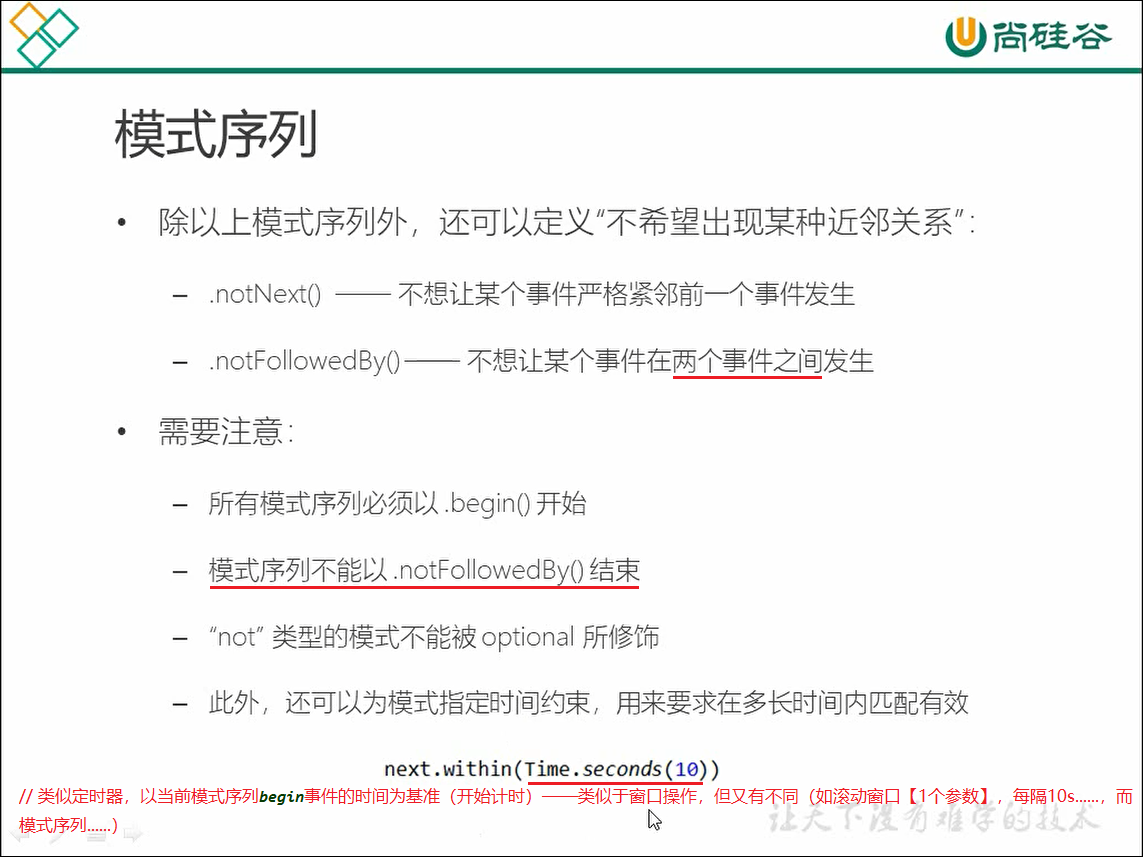 尚硅谷
模式序列
• 除以上模式序列外，还可以定义“不希望出现某种近邻关系”：
– .notNext() —— 不想让某个事件严格紧邻前一个事件发生
– .notFollowedBy()—— 不想让某个事件在两个事件之间发生
• 需要注意：
– 所有模式序列必须以 .begin() 开始
– 模式序列不能以 .notFollowedBy() 结束
– “not” 类型的模式不能被 optional 所修饰
– 此外，还可以为模式指定时间约束，用来要求在多长时间内匹配有效
next.within(Time.seconds(10))
// 类似定时器，以当前模式序列begin事件的时间为基准（开始计时）——类似于窗口操作，但又有不同（如滚动窗口【1个参数】，每隔10s......，而
模式序列......）
让天下没有难学的技术